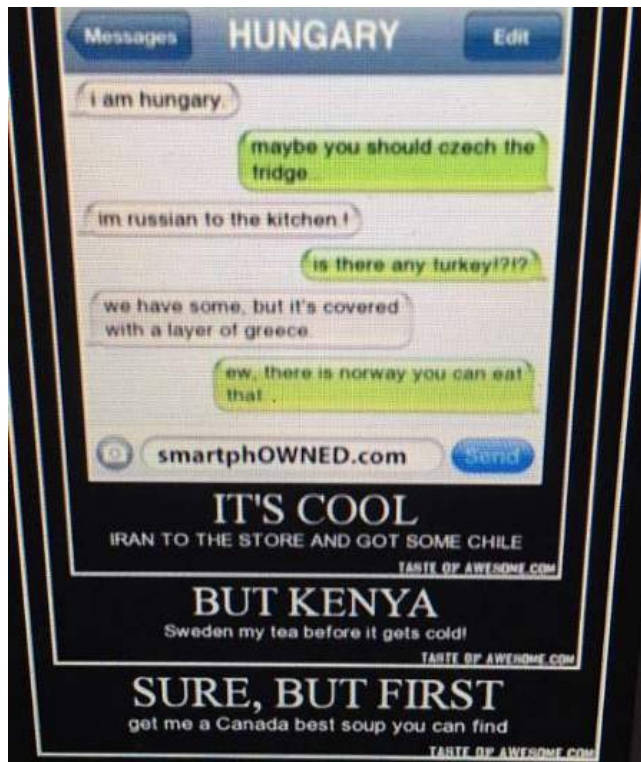 Messages
HUNGARY
Edit
i am hungary.
maybe you should czech the
fridge.
im russian to the kitchen !
is there any turkey!?!?
we have some, but it's covered
with a layer of greece.
ew, there is norway you can eat
that .
smartphOWNED.com
Send
IT'S COOL
IRAN TO THE STORE AND GOT SOME CHILE
TASTE OF AWESOME.COM
BUT KENYA
Sweden my tea before it gets cold!
TASTE OF AWESOME.COM
SURE, BUT FIRST
get me a Canada best soup you can find
TASTE OF AWESOME.COM